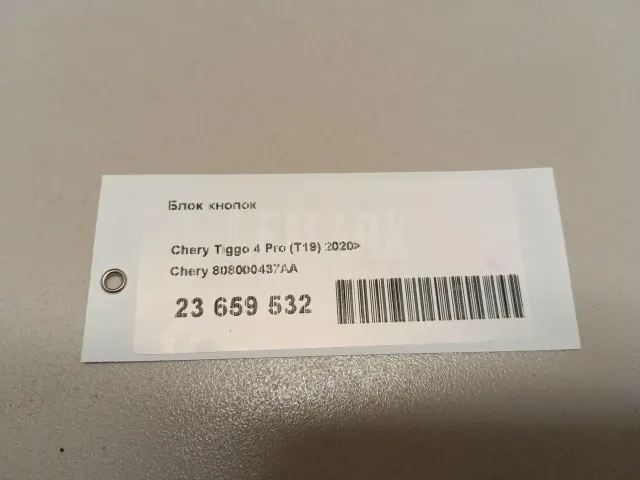 Блок кнопок
Chery Tiggo 4 Pro (T19) 2020>
Chery 808000437AA
23 659 532